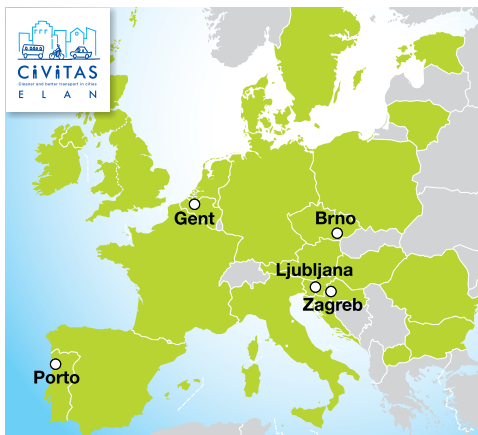 CiViTAS
Cleaner and better transport in cities
E L A N
Gent
Brno
Ljubljana
Zagreb
Porto